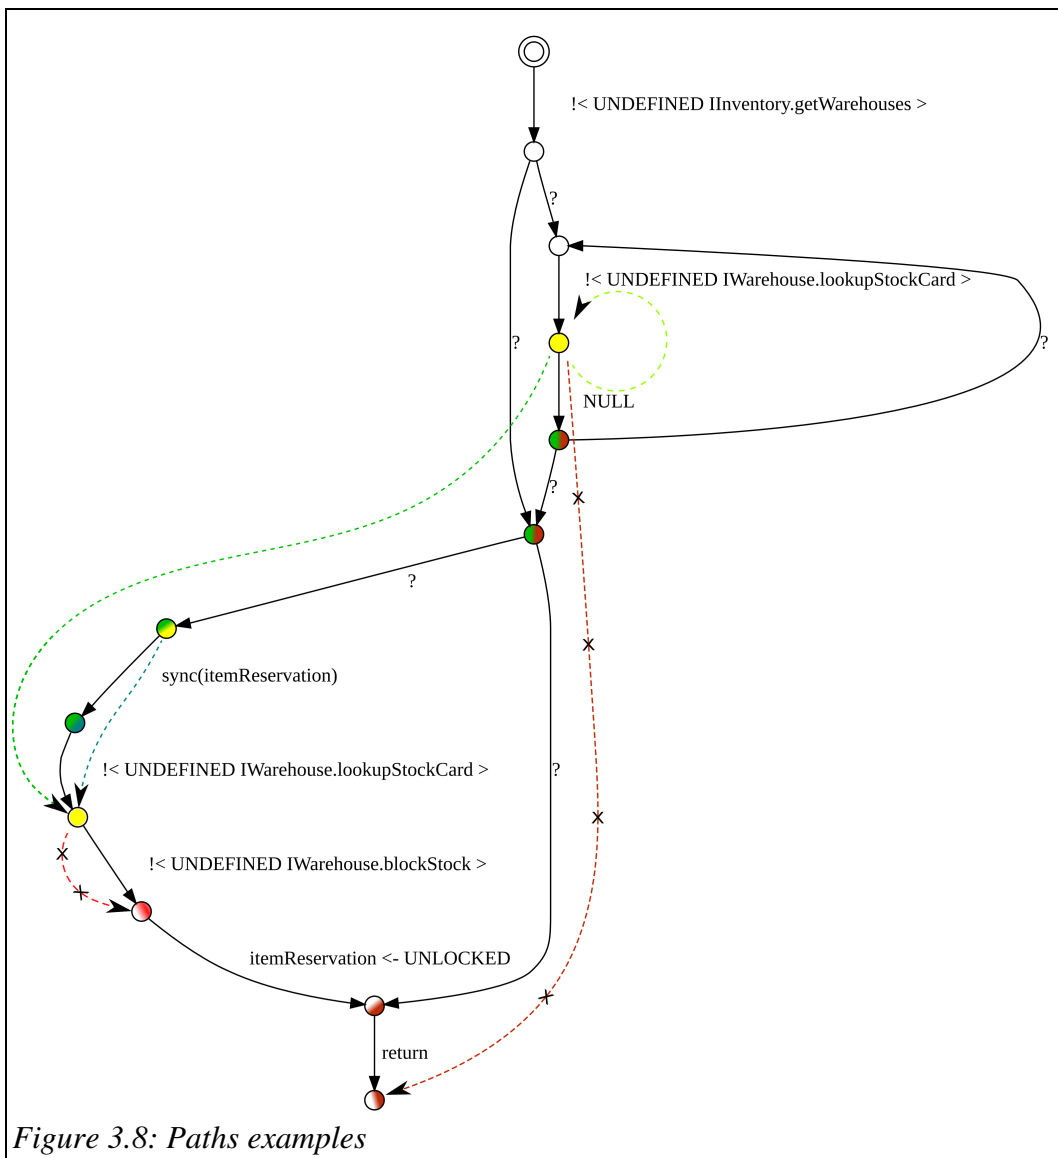 !< UNDEFINED IInventory.getWarehouses >
?
!< UNDEFINED IWarehouse.lookupStockCard >
?
?
NULL
?
?
sync(itemReservation)
!< UNDEFINED IWarehouse.lookupStockCard >
?
!< UNDEFINED IWarehouse.blockStock >
itemReservation <- UNLOCKED
return
Figure 3.8: Paths examples